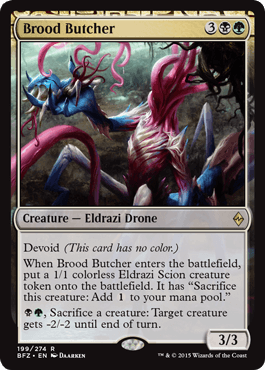 Brood Butcher 3
Creature — Eldrazi Drone
Devoid (This card has no color.)
When Brood Butcher enters the battlefield,
put a 1/1 colorless Eldrazi Scion creature
token onto the battlefield. It has “Sacrifice
this creature: Add 1 to your mana pool.”
, Sacrifice a creature: Target creature
gets -2/-2 until end of turn.
3/3
199/274 R
BFZ • EN Daarken
™ & © 2015 Wizards of the Coast